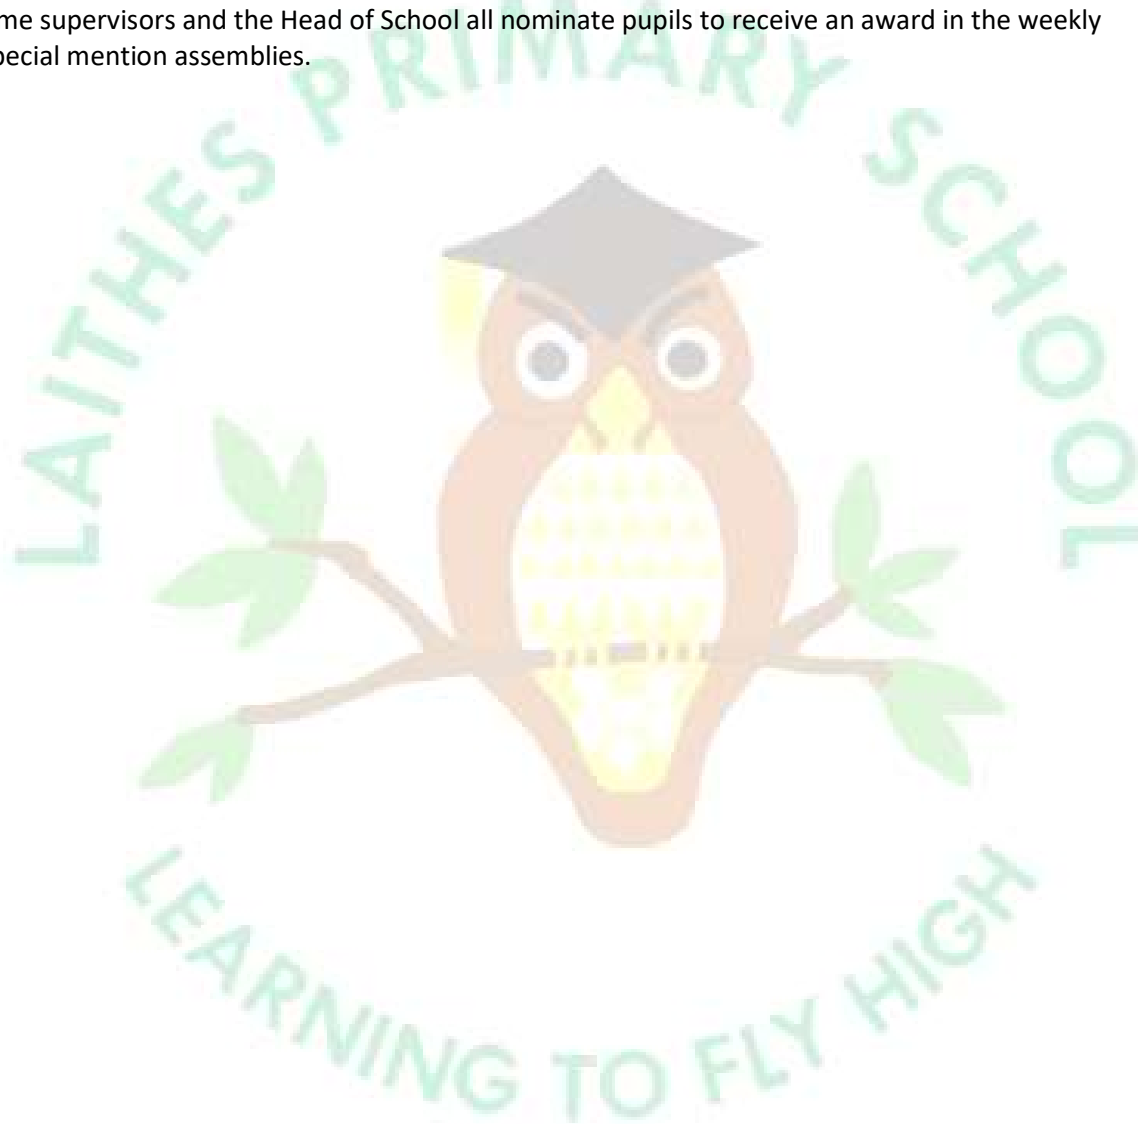 me supervisors and the Head of School all nominate pupils to receive an award in the weekly
pecial mention assemblies.
LAITHES PRIMARY SCHOOL
LEARNING TO FLY HIGH